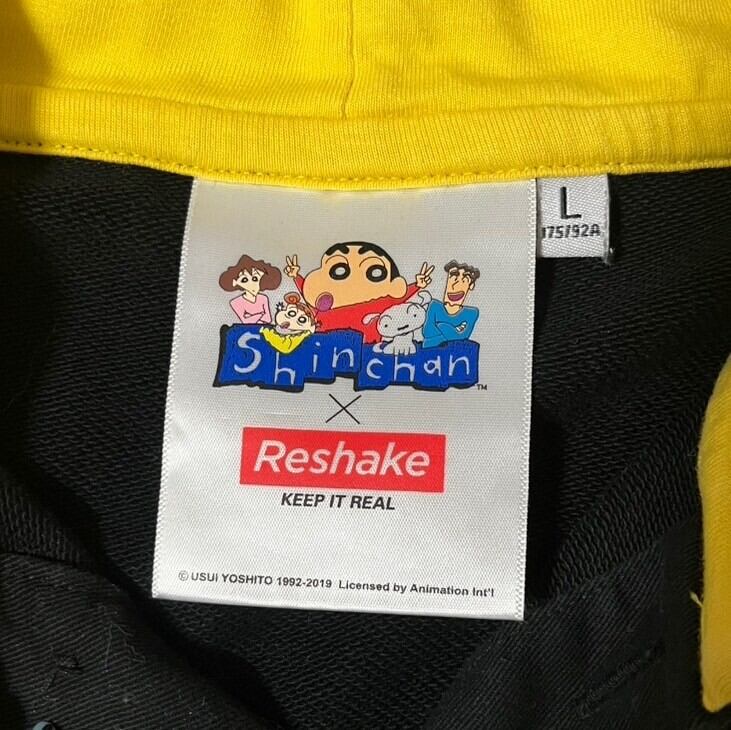 L
175/92A
Shinchan
TM
X
Reshake
KEEP IT REAL
© USUI YOSHITO 1992-2019 Licensed by Animation Int'l